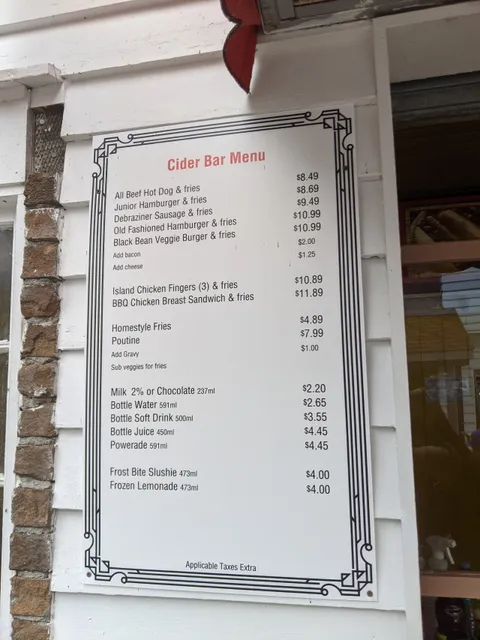 Cider Bar Menu
All Beef Hot Dog & fries $8.49
Junior Hamburger & fries $8.69
Debraziner Sausage & fries $9.49
Old Fashioned Hamburger & fries $10.99
Black Bean Veggie Burger & fries $10.99
Add bacon $2.00
Add cheese $1.25
Island Chicken Fingers (3) & fries $10.89
BBQ Chicken Breast Sandwich & fries $11.89
Homestyle Fries $4.89
Poutine $7.99
Add Gravy $1.00
Sub veggies for fries
Milk 2% or Chocolate 237ml $2.20
Bottle Water 591ml $2.65
Bottle Soft Drink 500ml $3.55
Bottle Juice 450ml $4.45
Powerade 591ml $4.45
Frost Bite Slushie 473ml $4.00
Frozen Lemonade 473ml $4.00
Applicable Taxes Extra